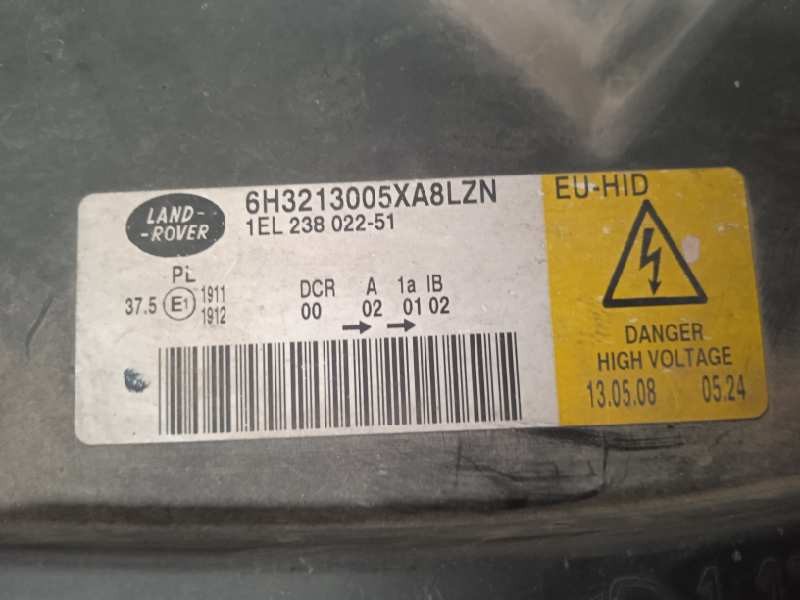 LAND-
-ROVER
6H3213005XA8LZN
1EL 238 022-51
PL
37.5 E1 1911
1912
DCR A 1a IB
00 02 01 02
EU-HID
DANGER
HIGH VOLTAGE
13.05.08 05.24